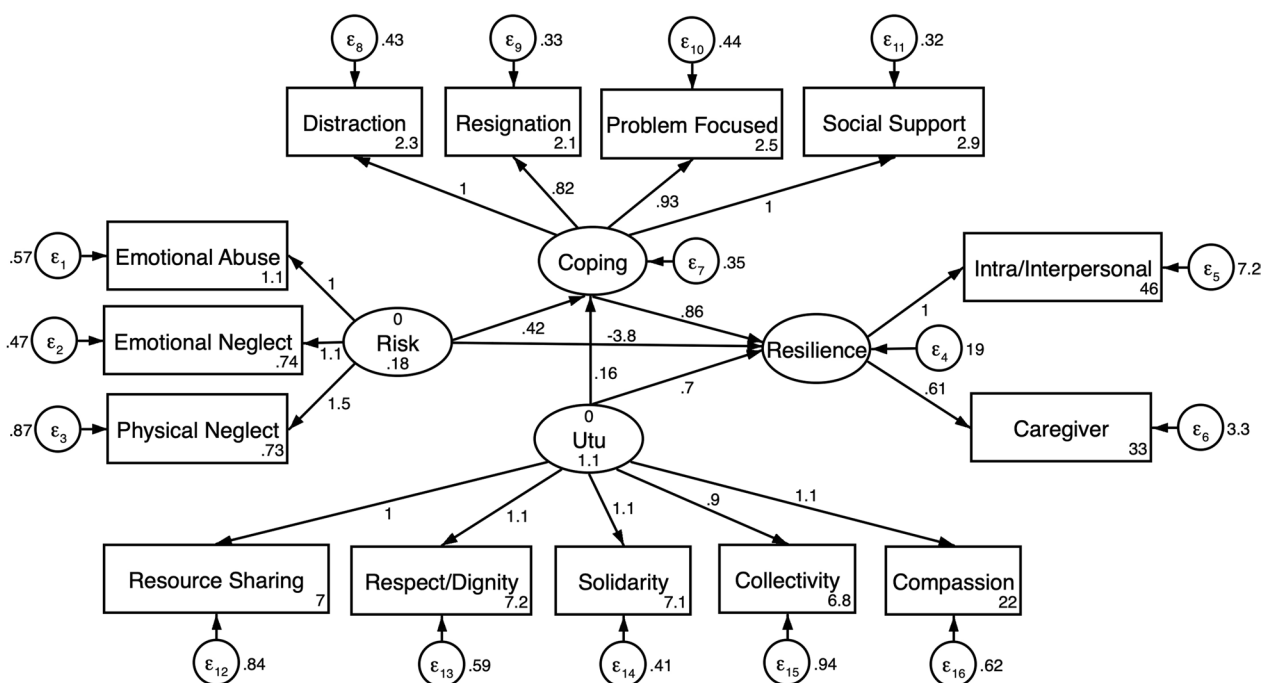 ε8 .43
ε9 .33
ε10 .44
ε11 .32
Distraction 2.3
Resignation 2.1
Problem Focused 2.5
Social Support 2.9
1
.82
.93
1
.57 ε1
Emotional Abuse 1.1
Coping
ε7 .35
Intra/Interpersonal 46
ε5 7.2
1
.42
.86
1
.47 ε2
Emotional Neglect .74
1.1
0
Risk
.18
-3.8
Resilience
ε4 19
.16
.7
.61
1.5
.87 ε3
Physical Neglect .73
0
Utu
1.1
Caregiver 33
ε6 3.3
1
1.1
1.1
.9
1.1
Resource Sharing 7
Respect/Dignity 7.2
Solidarity 7.1
Collectivity 6.8
Compassion 22
ε12 .84
ε13 .59
ε14 .41
ε15 .94
ε16 .62